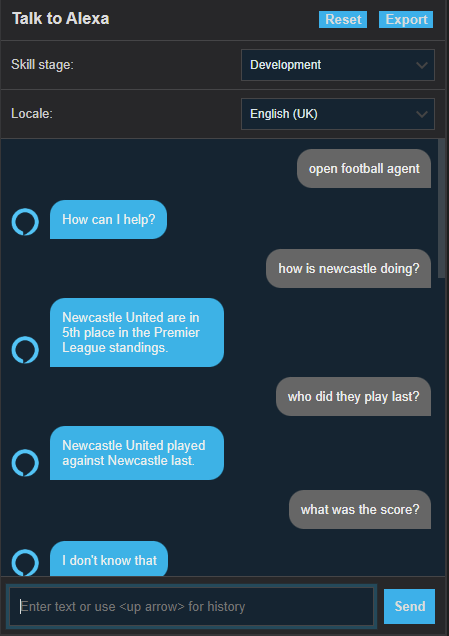 Talk to Alexa
Reset
Export
Skill stage:
Development
Locale:
English (UK)
open football agent
How can I help?
how is newcastle doing?
Newcastle United are in
5th place in the Premier
League standings.
who did they play last?
Newcastle United played
against Newcastle last.
what was the score?
I don't know that
Enter text or use <up arrow> for history
Send